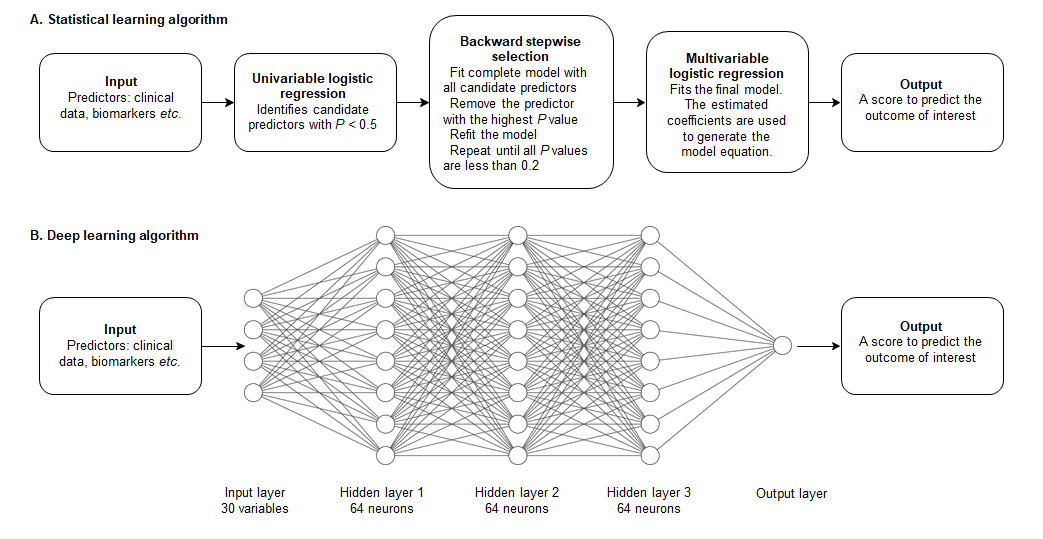 A. Statistical learning algorithm
Input
Predictors: clinical
data, biomarkers etc.
Univariable logistic
regression
Identifies candidate
predictors with P < 0.5
Backward stepwise
selection
Fit complete model with
all candidate predictors
Remove the predictor
with the highest P value
Refit the model
Repeat until all P values
are less than 0.2
Multivariable
logistic regression
Fits the final model.
The estimated
coefficients are used
to generate the
model equation.
Output
A score to predict the
outcome of interest
B. Deep learning algorithm
Input
Predictors: clinical
data, biomarkers etc.
Output
A score to predict the
outcome of interest
Input layer
30 variables
Hidden layer 1
64 neurons
Hidden layer 2
64 neurons
Hidden layer 3
64 neurons
Output layer